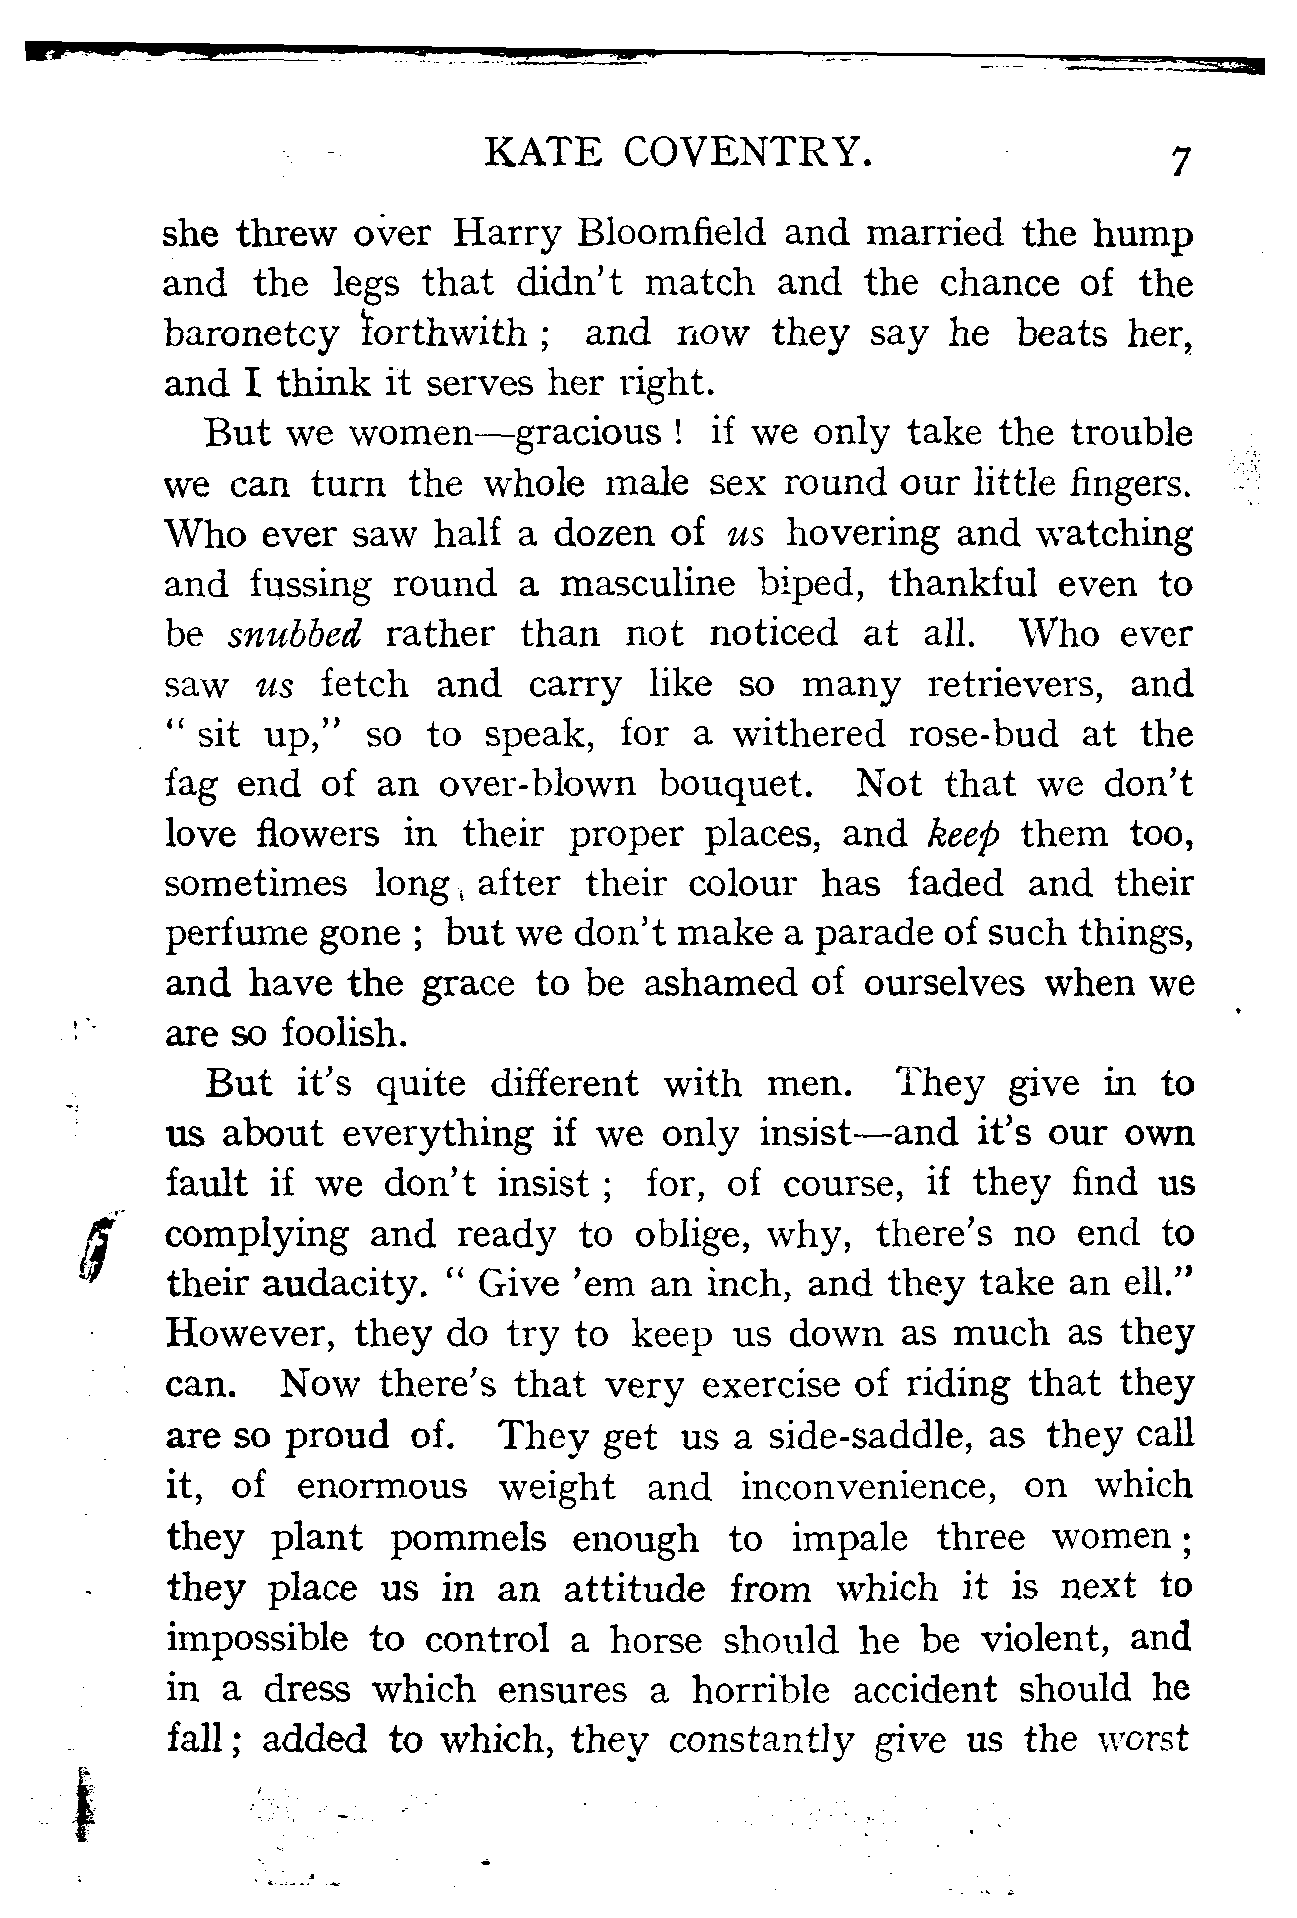 KATE COVENTRY. 7
she threw over Harry Bloomfield and married the hump
and the legs that didn't match and the chance of the
baronetcy forthwith ; and now they say he beats her,
and I think it serves her right.
But we women—gracious ! if we only take the trouble
we can turn the whole male sex round our little fingers.
Who ever saw half a dozen of us hovering and watching
and fussing round a masculine biped, thankful even to
be snubbed rather than not noticed at all. Who ever
saw us fetch and carry like so many retrievers, and
“ sit up,” so to speak, for a withered rose-bud at the
fag end of an over-blown bouquet. Not that we don't
love flowers in their proper places, and keep them too,
sometimes long after their colour has faded and their
perfume gone ; but we don't make a parade of such things,
and have the grace to be ashamed of ourselves when we
are so foolish.
But it's quite different with men. They give in to
us about everything if we only insist—and it's our own
fault if we don't insist ; for, of course, if they find us
complying and ready to oblige, why, there's no end to
their audacity. “ Give 'em an inch, and they take an ell.”
However, they do try to keep us down as much as they
can. Now there's that very exercise of riding that they
are so proud of. They get us a side-saddle, as they call
it, of enormous weight and inconvenience, on which
they plant pommels enough to impale three women ;
they place us in an attitude from which it is next to
impossible to control a horse should he be violent, and
in a dress which ensures a horrible accident should he
fall ; added to which, they constantly give us the worst